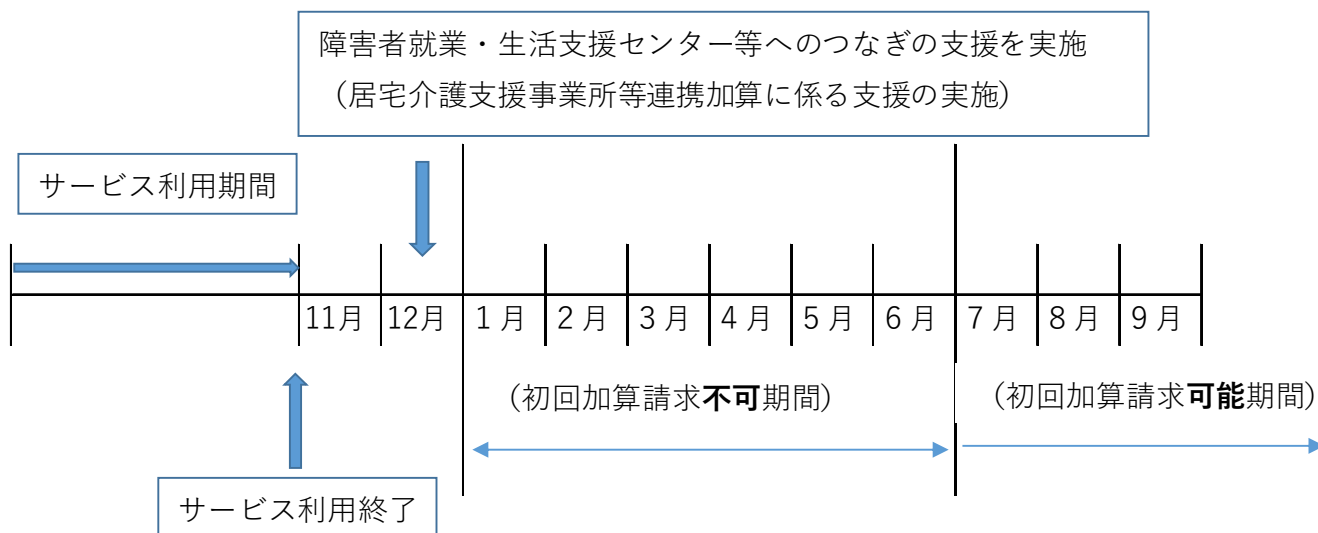 障害者就業・生活支援センター等へのつなぎの支援を実施
（居宅介護支援事業所等連携加算に係る支援の実施）
サービス利用期間
11月 12月 1月 2月 3月 4月 5月 6月 7月 8月 9月
（初回加算請求不可期間） （初回加算請求可能期間）
サービス利用終了